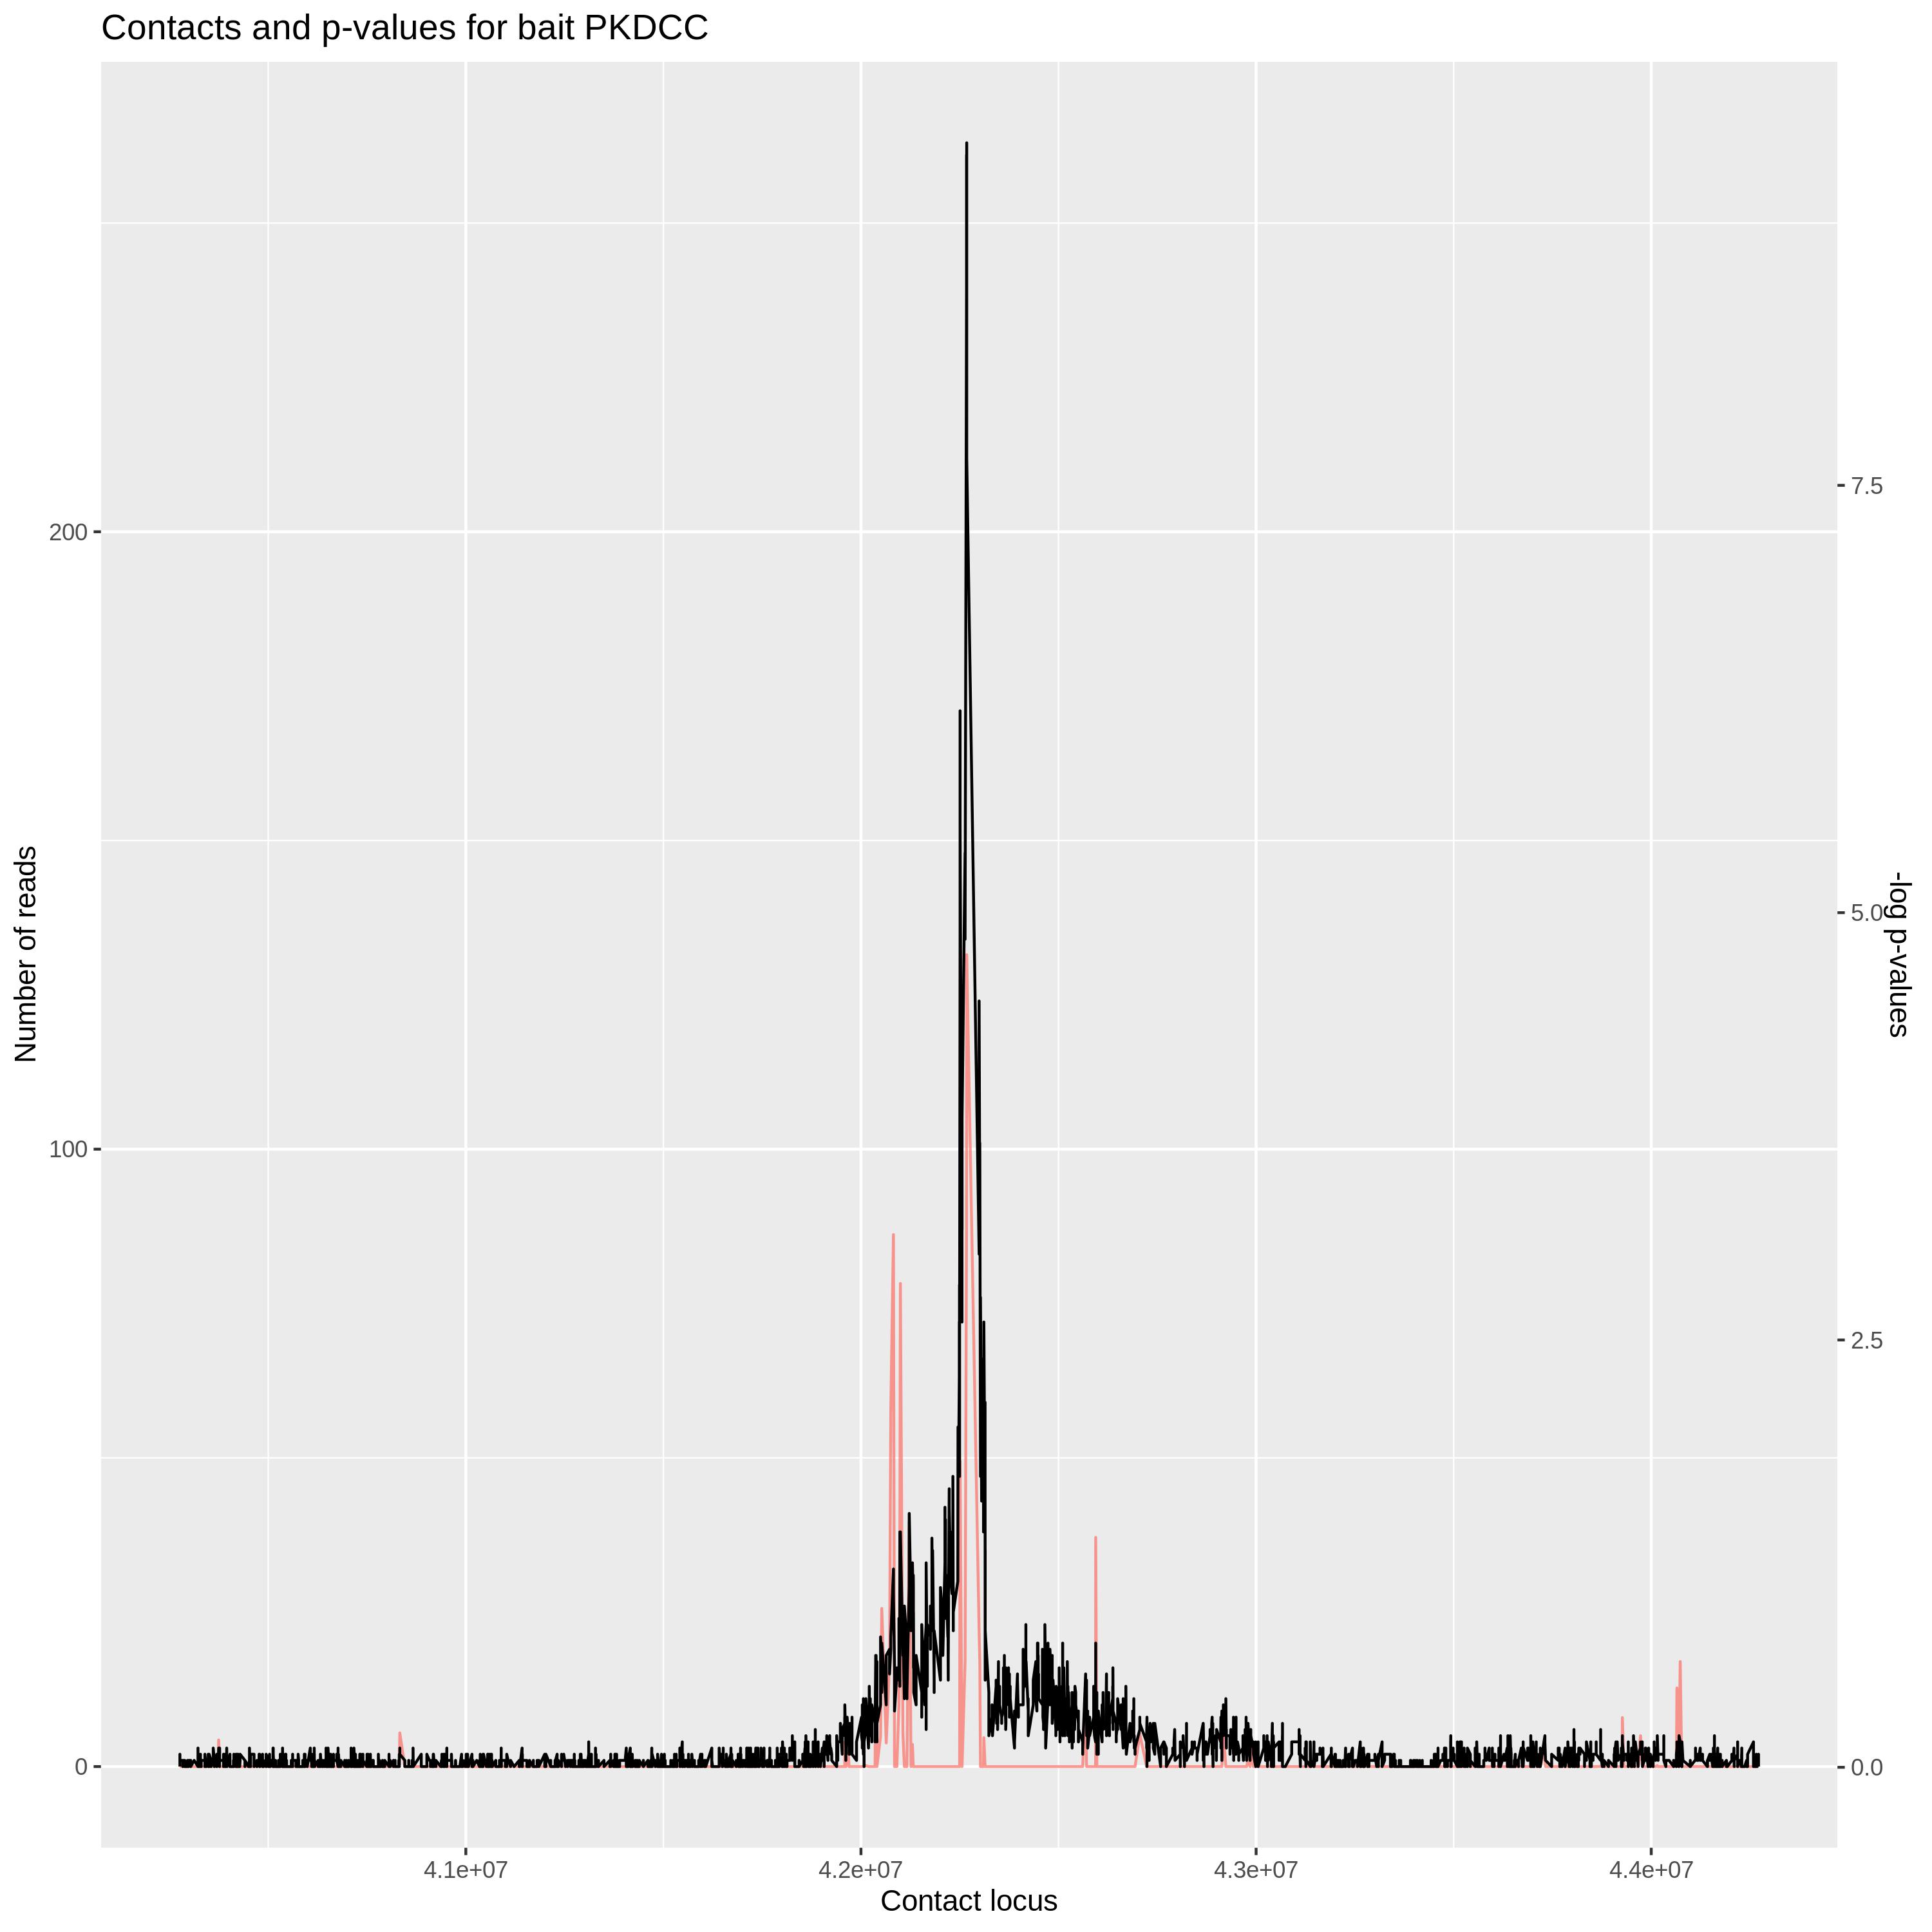 Contacts and p-values for bait PKDCC
Number of reads
200
100
0
7.5
5.0
2.5
0.0
-log p-values
4.1e+07 4.2e+07 4.3e+07 4.4e+07
Contact locus